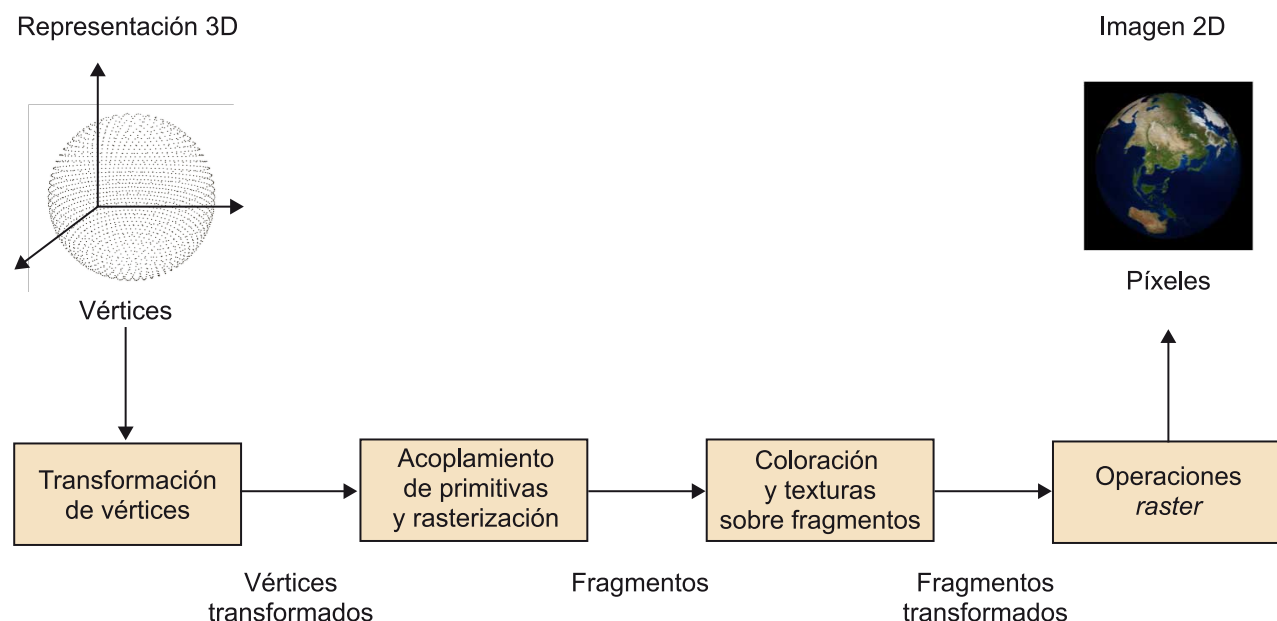 Representación 3D
Imagen 2D
Vértices
Píxeles
Transformación
de vértices
Acoplamiento
de primitivas
y rasterización
Coloración
y texturas
sobre fragmentos
Operaciones
raster
Vértices
transformados
Fragmentos
Fragmentos
transformados